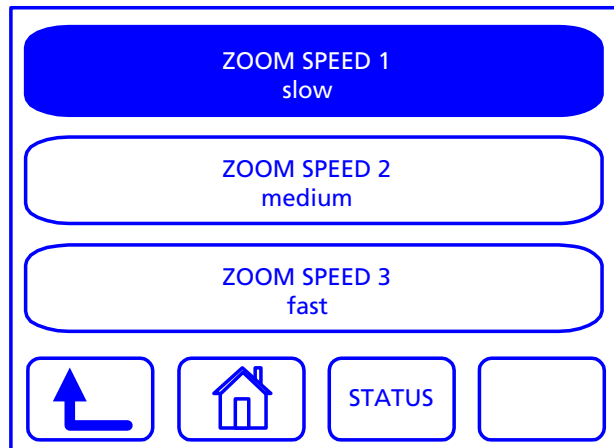 ZOOM SPEED 1
slow
ZOOM SPEED 2
medium
ZOOM SPEED 3
fast
STATUS